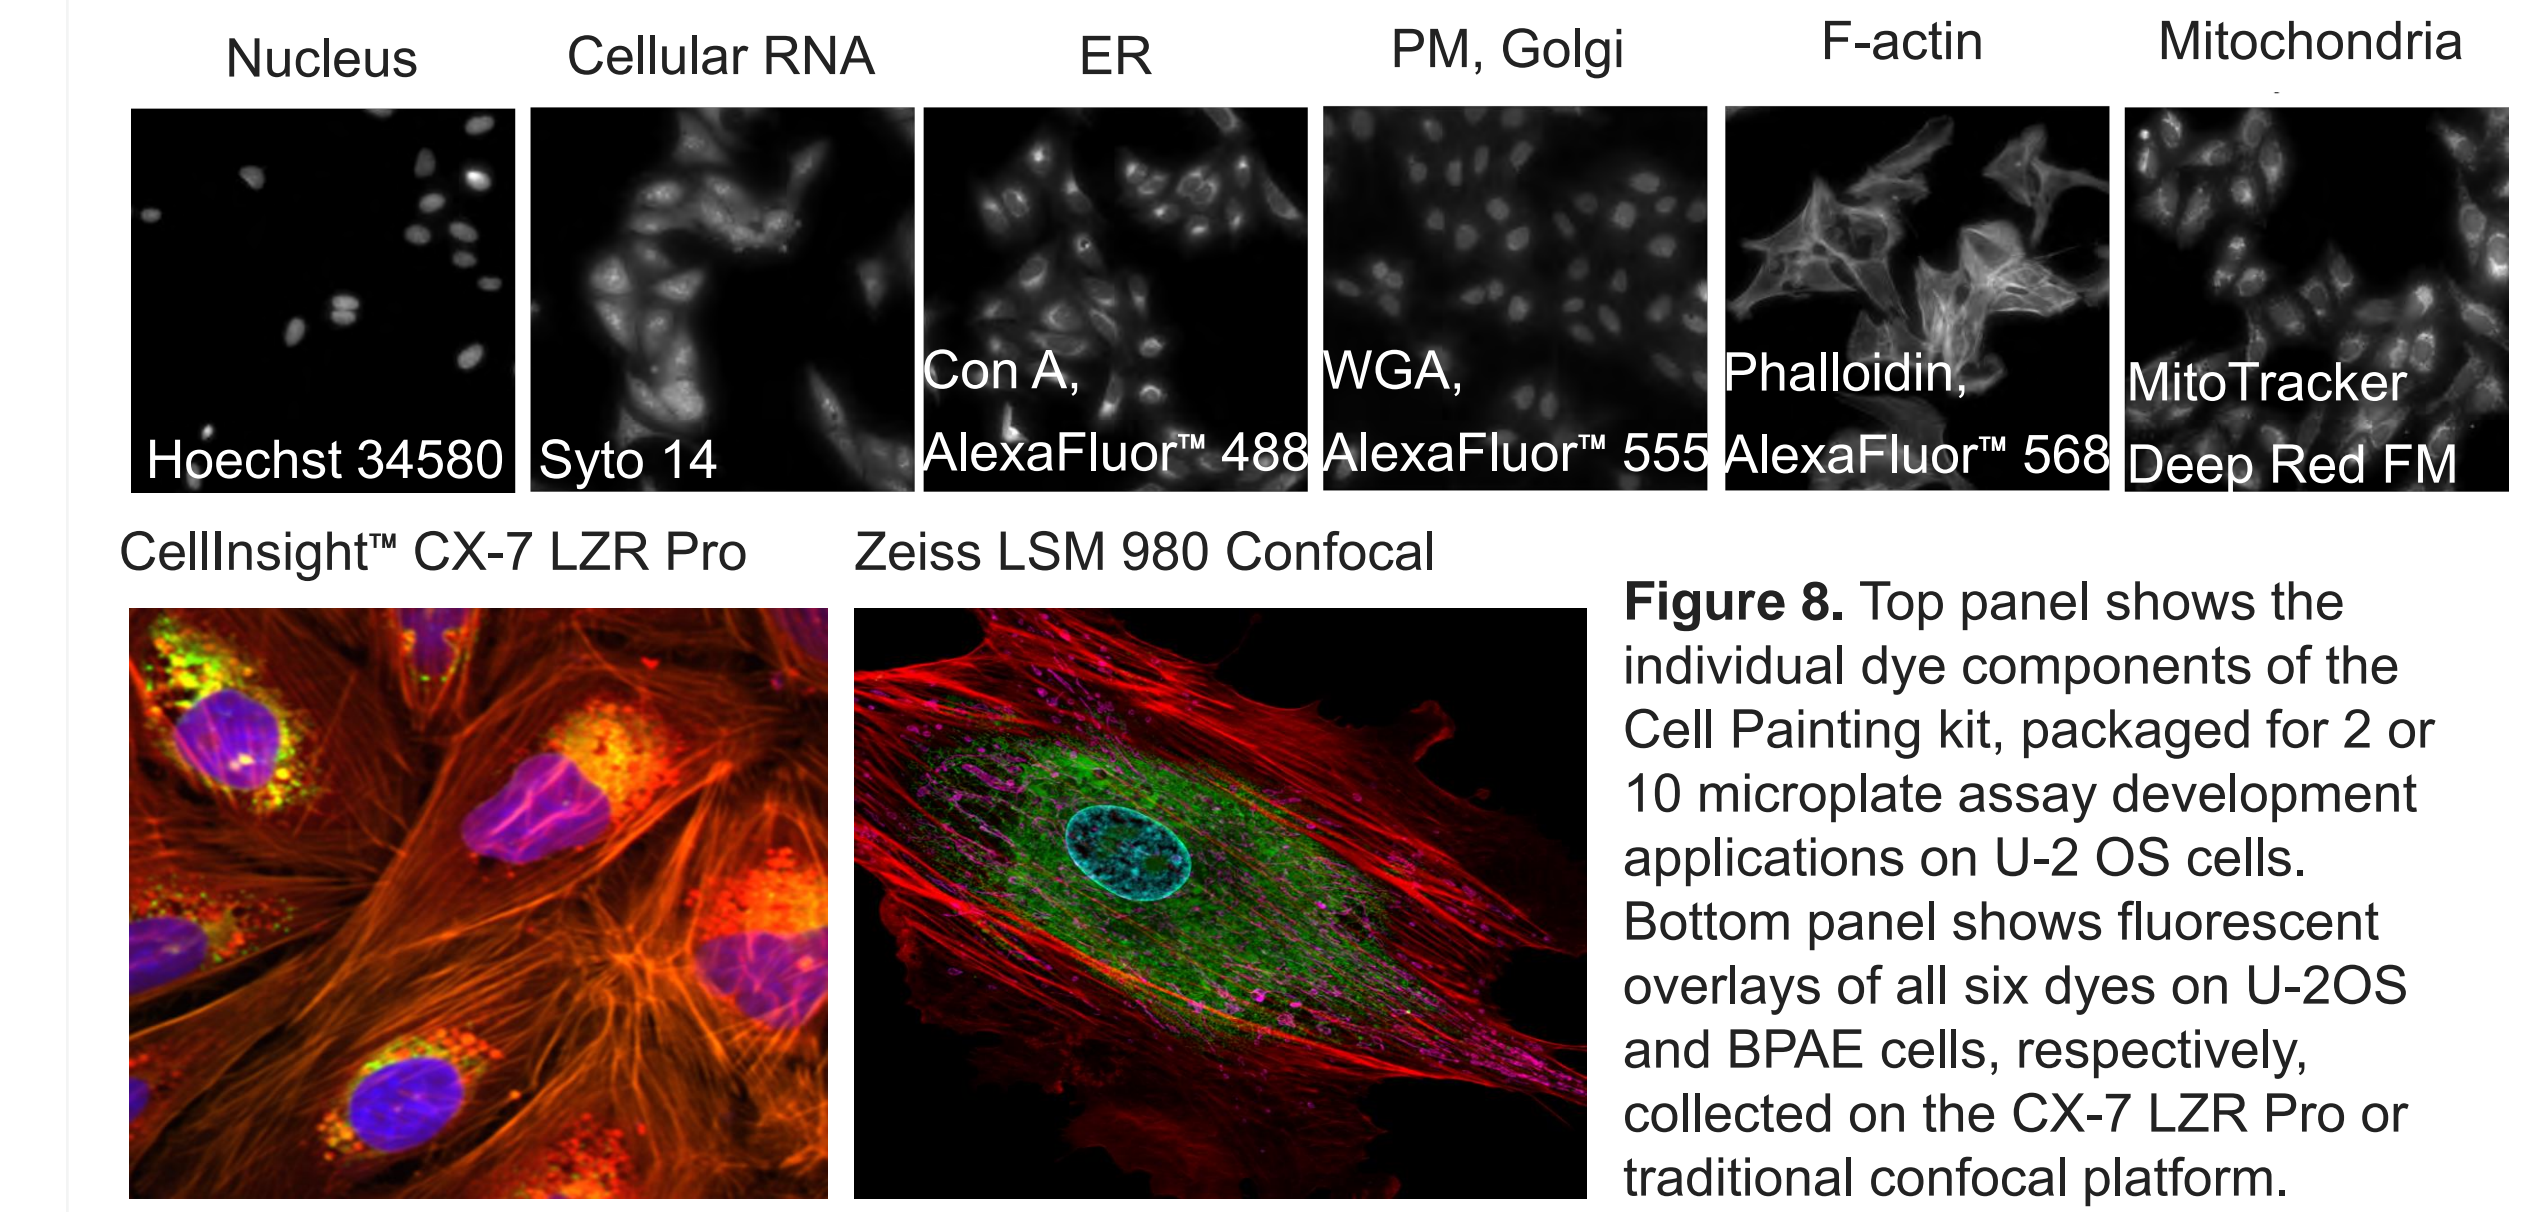 Nucleus
Cellular RNA
ER
PM, Golgi
F-actin
Mitochondria
Hoechst 34580
Syto 14
Con A,
AlexaFluor™ 488
WGA,
AlexaFluor™ 555
Phalloidin,
AlexaFluor™ 568
MitoTracker
Deep Red FM
CellInsight™ CX-7 LZR Pro
Zeiss LSM 980 Confocal
Figure 8. Top panel shows the
individual dye components of the
Cell Painting kit, packaged for 2 or
10 microplate assay development
applications on U-2 OS cells.
Bottom panel shows fluorescent
overlays of all six dyes on U-2OS
and BPAE cells, respectively,
collected on the CX-7 LZR Pro or
traditional confocal platform.